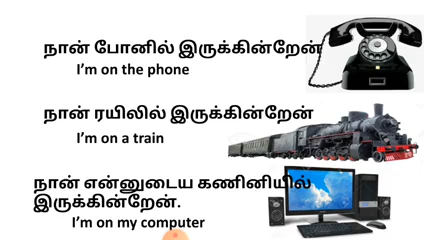 நான் போனில் இருக்கின்றேன்
I'm on the phone
நான் ரயிலில் இருக்கின்றேன்
I'm on a train
நான் என்னுடைய கணினியில்
இருக்கின்றேன்.
I'm on my computer